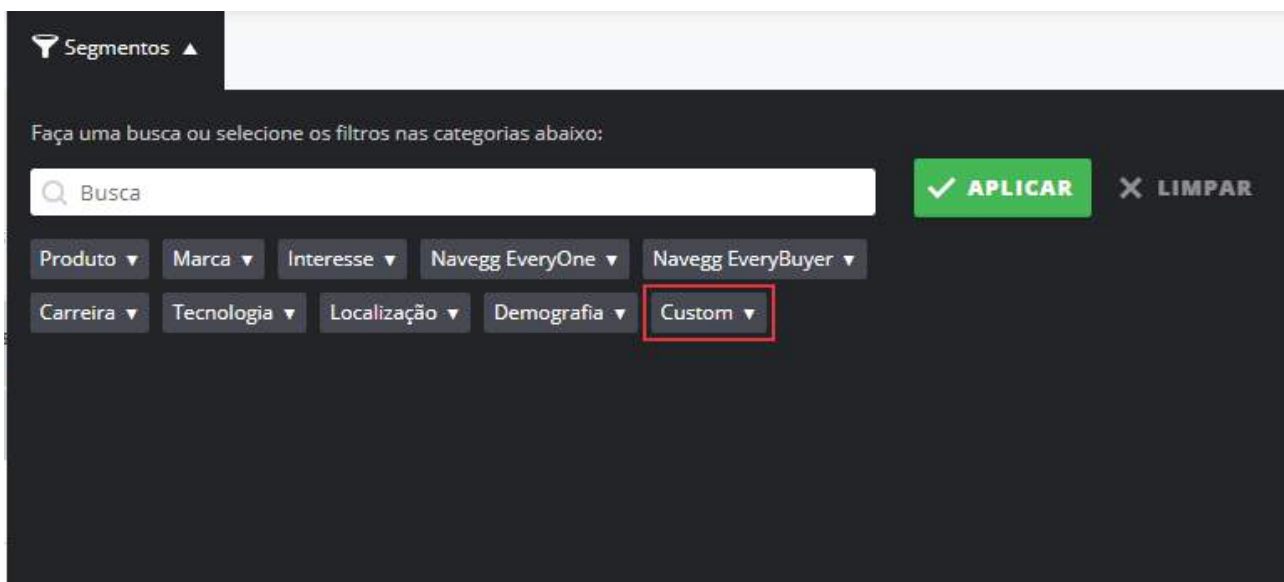 Segmentos ▲
Faça uma busca ou selecione os filtros nas categorias abaixo:
Busca
APLICAR
LIMPAR
Produto ▼ Marca ▼ Interesse ▼ Navegg EveryOne ▼ Navegg EveryBuyer ▼
Carreira ▼ Tecnologia ▼ Localização ▼ Demografia ▼ Custom ▼